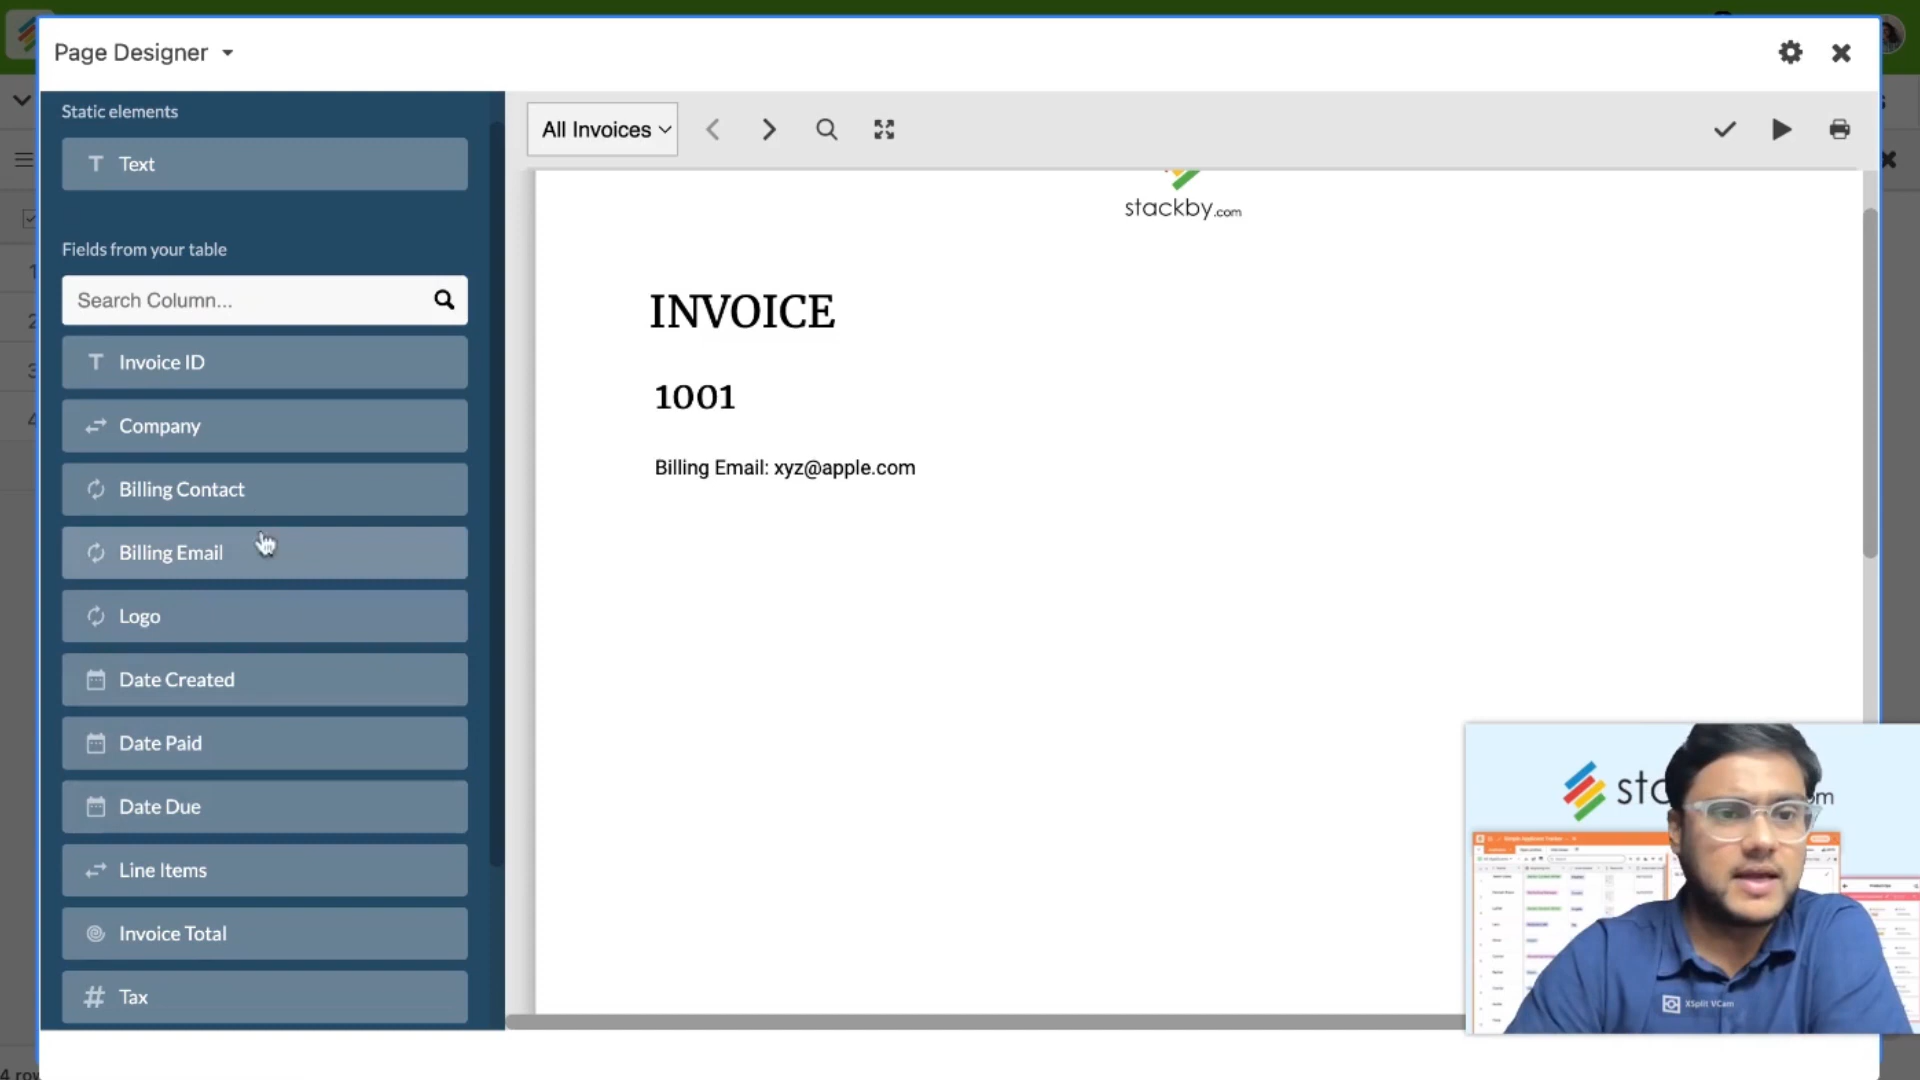 Page Designer
Static elements
Text
Fields from your table
Search Column...
Invoice ID
Company
Billing Contact
Billing Email
Logo
Date Created
Date Paid
Date Due
Line Items
Invoice Total
Tax
All Invoices
stackby.com
INVOICE
1001
Billing Email: xyz@apple.com
XSplit VCam